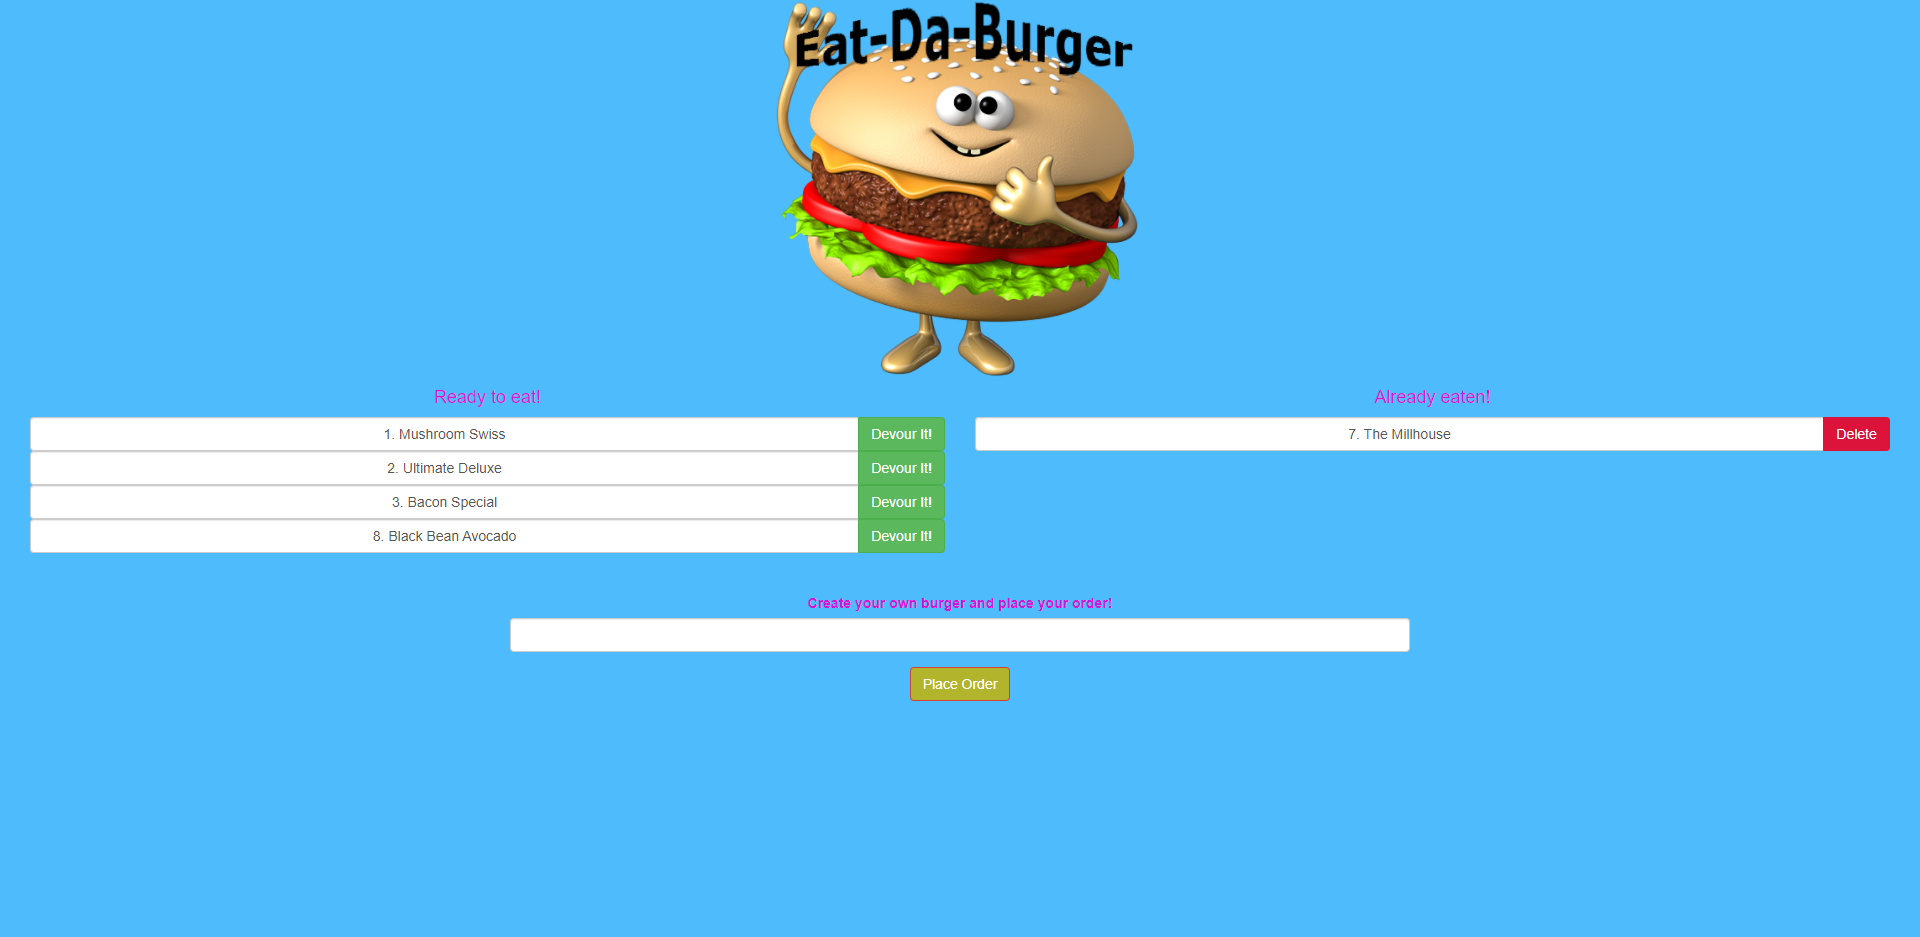 Eat-Da-Burger
Ready to eat!
1. Mushroom Swiss Devour It!
2. Ultimate Deluxe Devour It!
3. Bacon Special Devour It!
8. Black Bean Avocado Devour It!
Already eaten!
7. The Millhouse Delete
Create your own burger and place your order!
Place Order